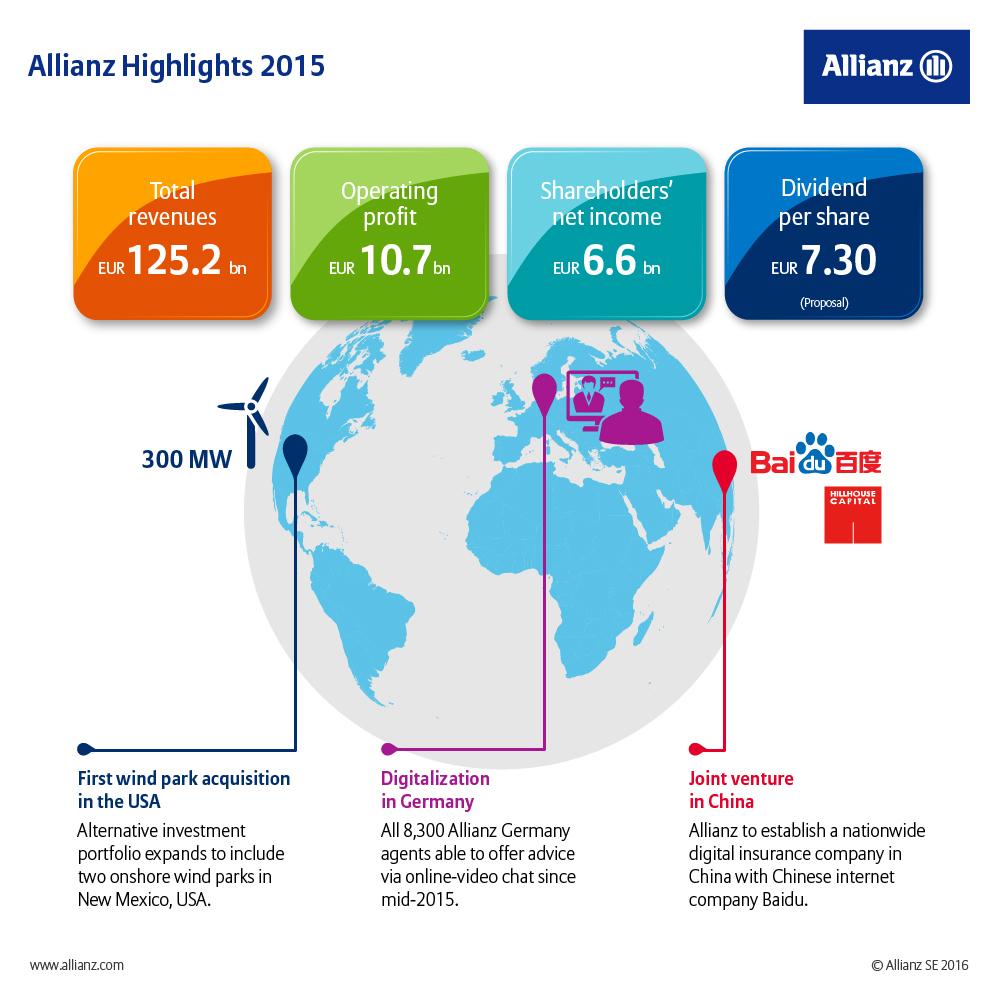 Allianz Highlights 2015
Allianz
Total
revenues
EUR 125.2 bn
Operating
profit
EUR 10.7 bn
Shareholders’
net income
EUR 6.6 bn
Dividend
per share
EUR 7.30
(Proposal)
300 MW
Baidu百度
HILLHOUSE
CAPITAL
First wind park acquisition
in the USA
Alternative investment
portfolio expands to include
two onshore wind parks in
New Mexico, USA.
Digitalization
in Germany
All 8,300 Allianz Germany
agents able to offer advice
via online-video chat since
mid-2015.
Joint venture
in China
Allianz to establish a nationwide
digital insurance company in
China with Chinese internet
company Baidu.
www.allianz.com
© Allianz SE 2016